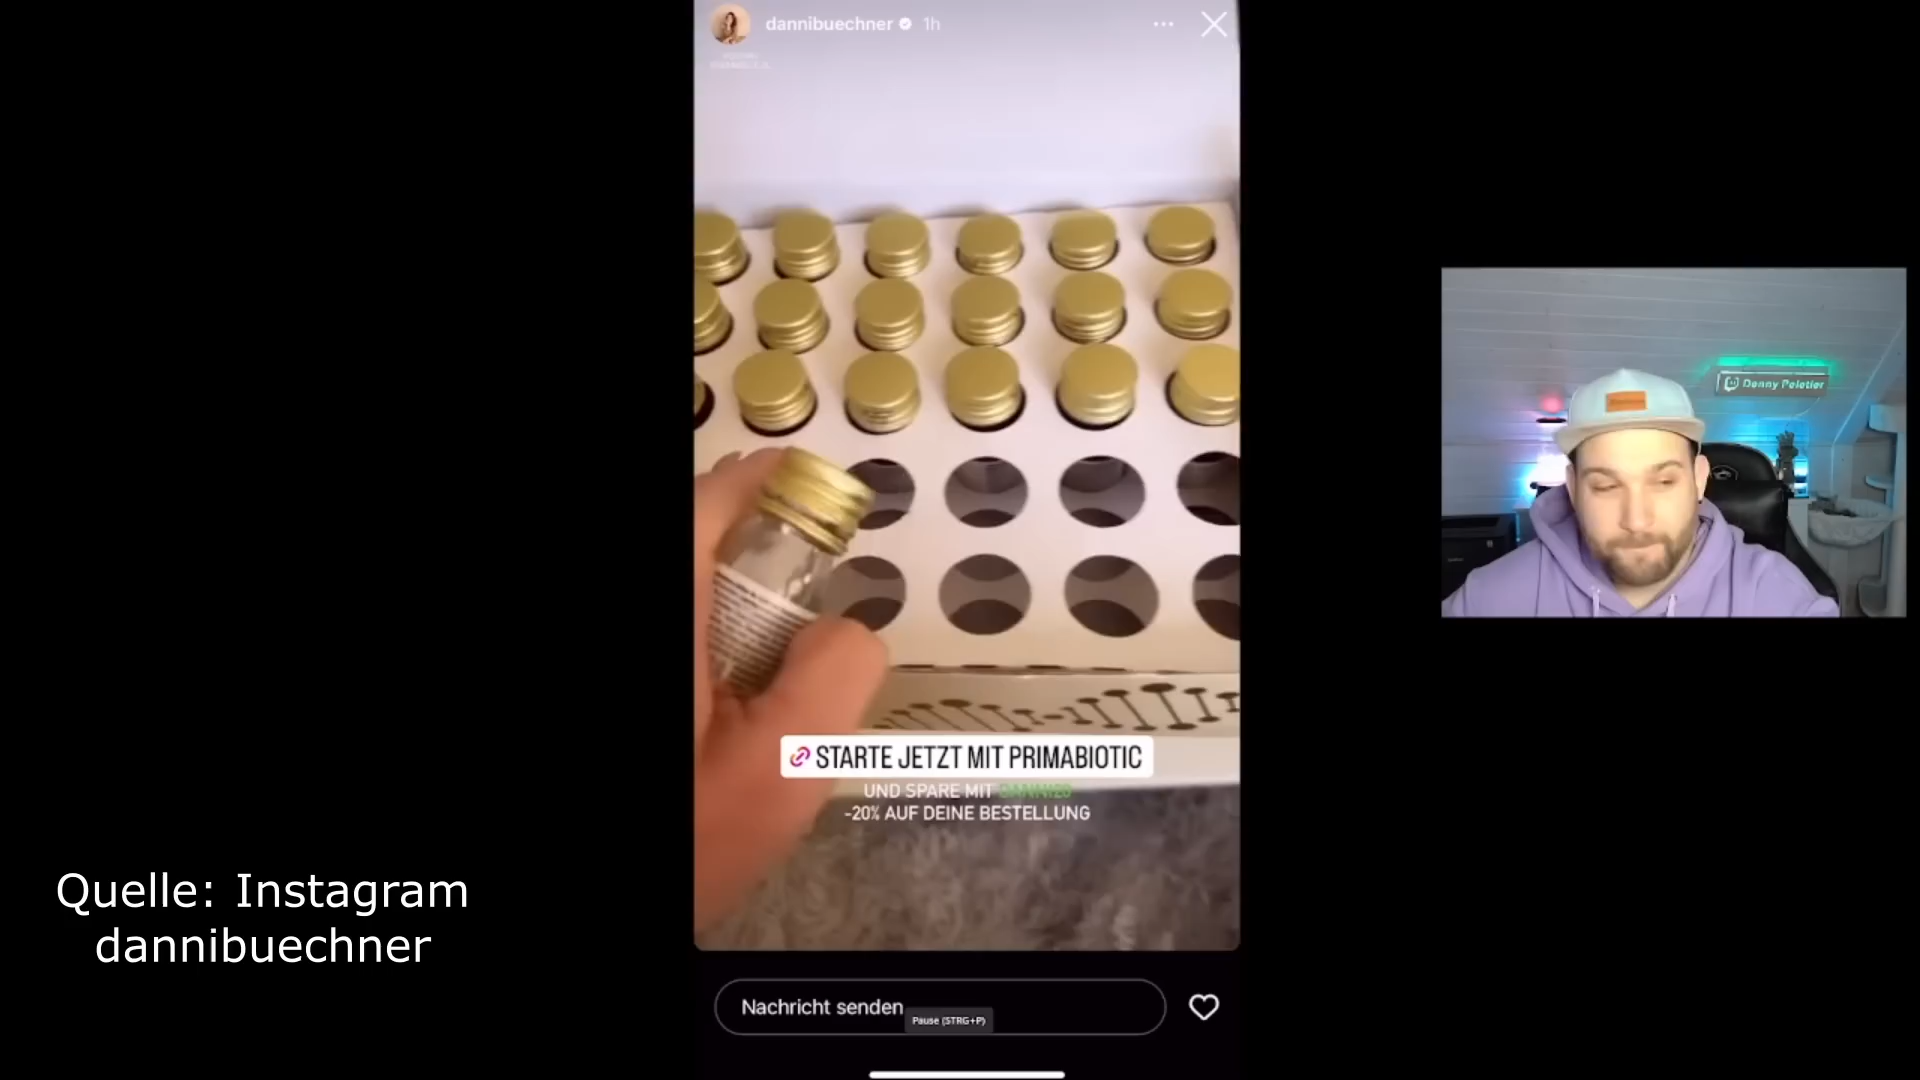 dannibuechner 1h
STARTE JETZT MIT PRIMABIOTIC
UND SPARE MIT DANNI20
-20% AUF DEINE BESTELLUNG
Danny Peletier
Quelle: Instagram
dannibuechner
Nachricht senden
Pause (STRG+P)